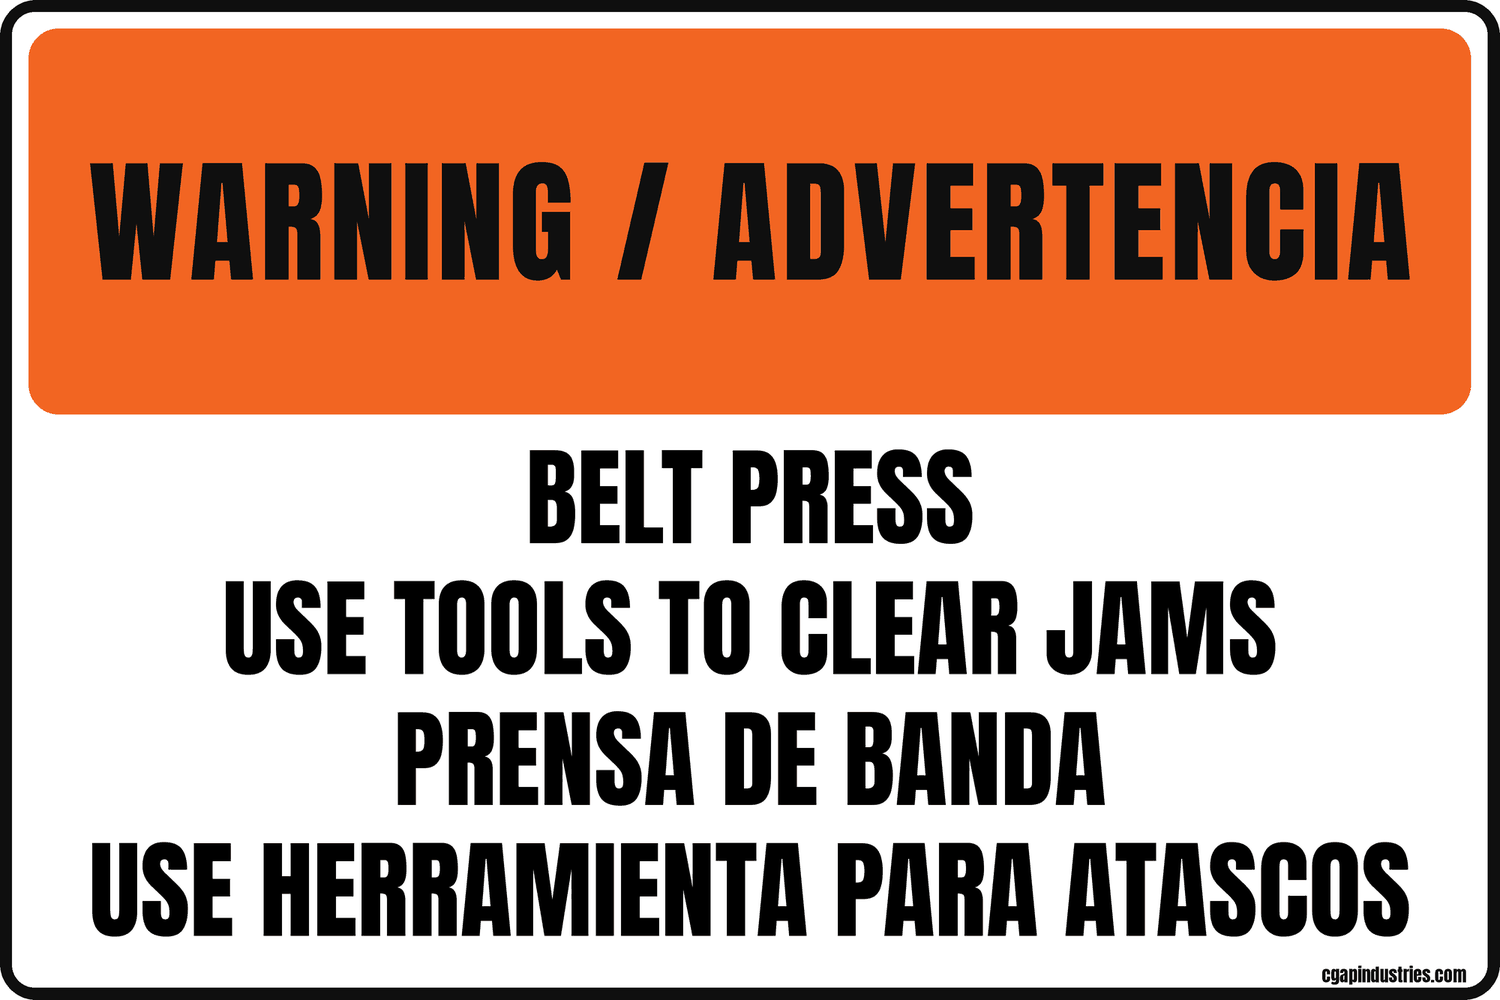 WARNING / ADVERTENCIA
BELT PRESS
USE TOOLS TO CLEAR JAMS
PRENSA DE BANDA
USE HERRAMIENTA PARA ATASCOS
cgapindustries.com